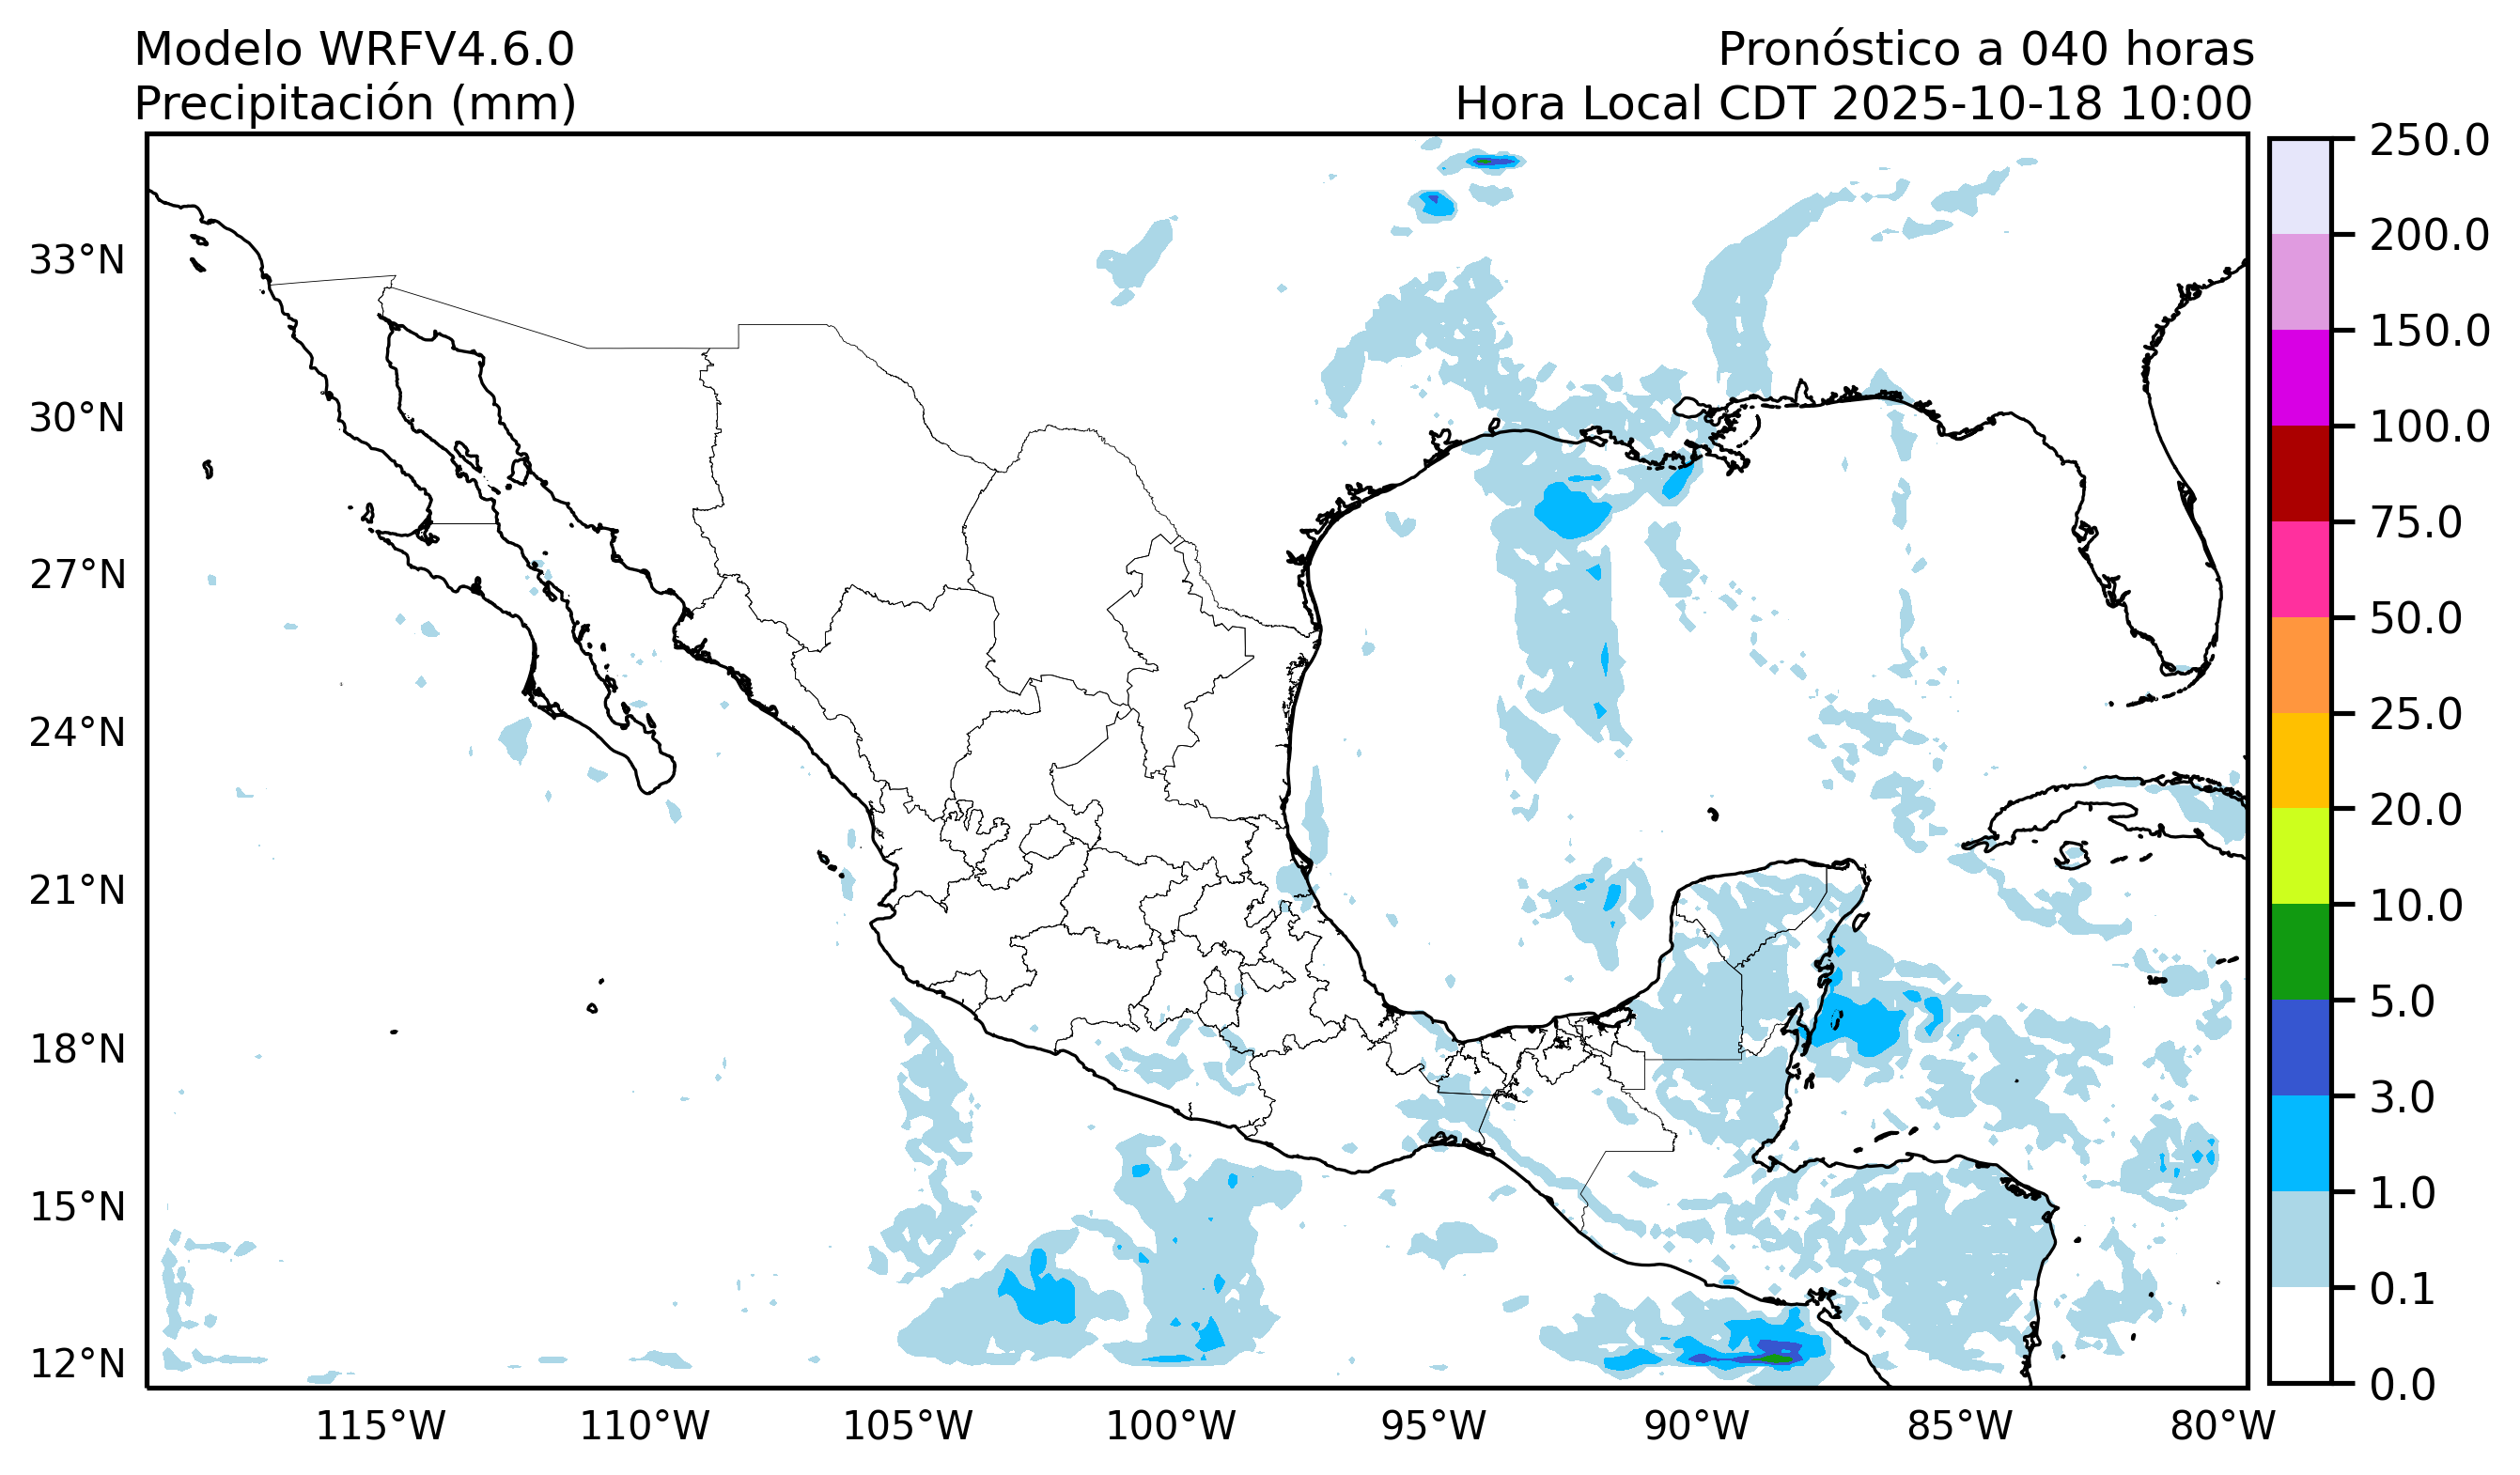 Modelo WRFV4.6.0
Precipitación (mm)
Pronóstico a 040 horas
Hora Local CDT 2025-10-18 10:00
33°N
30°N
27°N
24°N
21°N
18°N
15°N
12°N
115°W
110°W
105°W
100°W
95°W
90°W
85°W
80°W
250.0
200.0
150.0
100.0
75.0
50.0
25.0
20.0
10.0
5.0
3.0
1.0
0.1
0.0